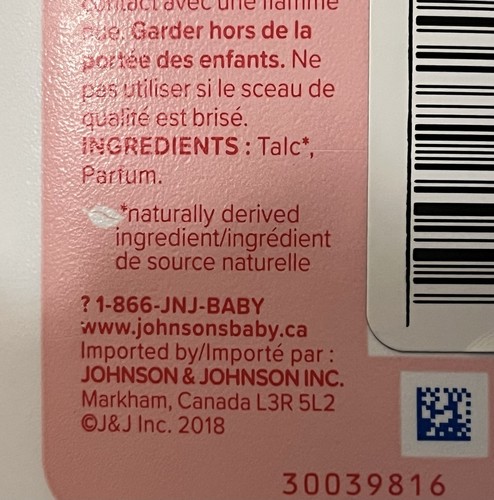 contact avec une flamme
nue. Garder hors de la
portée des enfants. Ne
pas utiliser si le sceau de
qualité est brisé.
INGREDIENTS : Talc*,
Parfum.
*naturally derived
ingredient/ingrédient
de source naturelle
? 1-866-JNJ-BABY
www.johnsonsbaby.ca
Imported by/Importé par :
JOHNSON & JOHNSON INC.
Markham, Canada L3R 5L2
©J&J Inc. 2018
30039816